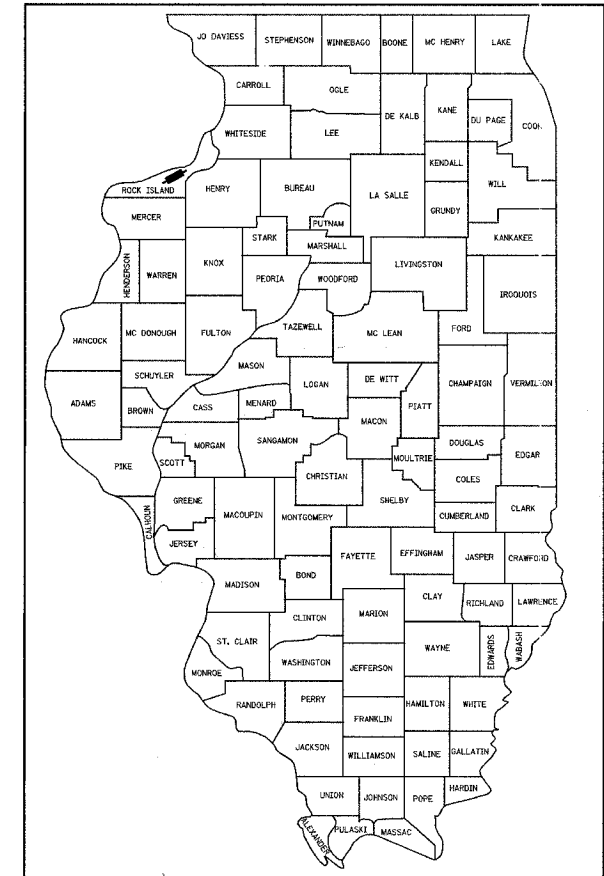 JO DAVIESS
STEPHENSON
WINNEBAGO
BOONE
MC HENRY
LAKE
CARROLL
OGLE
DE KALB
KANE
DU PAGE
COOK
WHITESIDE
LEE
KENDALL
WILL
ROCK ISLAND
HENRY
BUREAU
LA SALLE
GRUNDY
MERCER
PUTNAM
STARK
MARSHALL
KANKAKEE
HENDERSON
WARREN
KNOX
PEORIA
WOODFORD
LIVINGSTON
IROQUOIS
HANCOCK
MC DONOUGH
FULTON
TAZEWELL
MC LEAN
FORD
MASON
SCHUYLER
LOGAN
DE WITT
CHAMPAIGN
VERMILION
ADAMS
BROWN
CASS
MENARD
MACON
PIATT
PIKE
SCOTT
MORGAN
SANGAMON
CHRISTIAN
MOULTRIE
DOUGLAS
EDGAR
COLES
GREENE
MACOUPIN
MONTGOMERY
SHELBY
CUMBERLAND
CLARK
CALHOUN
JERSEY
FAYETTE
EFFINGHAM
JASPER
CRAWFORD
MADISON
BOND
CLAY
RICHLAND
LAWRENCE
CLINTON
MARION
ST. CLAIR
WAYNE
EDWARDS
WABASH
MONROE
WASHINGTON
JEFFERSON
RANDOLPH
PERRY
HAMILTON
WHITE
FRANKLIN
JACKSON
WILLIAMSON
SALINE
GALLATIN
UNION
JOHNSON
POPE
HARDIN
ALEXANDER
PULASKI
MASSAC